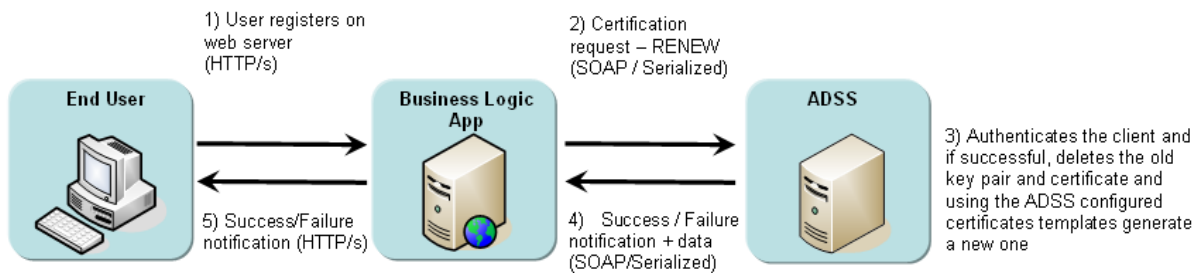 1) User registers on
web server
(HTTP/s)
2) Certification
request – RENEW
(SOAP / Serialized)
End User
Business Logic
App
ADSS
3) Authenticates the client and
if successful, deletes the old
key pair and certificate and
using the ADSS configured
certificates templates generate
a new one
5) Success/Failure
notification (HTTP/s)
4) Success / Failure
notification + data
(SOAP/Serialized)